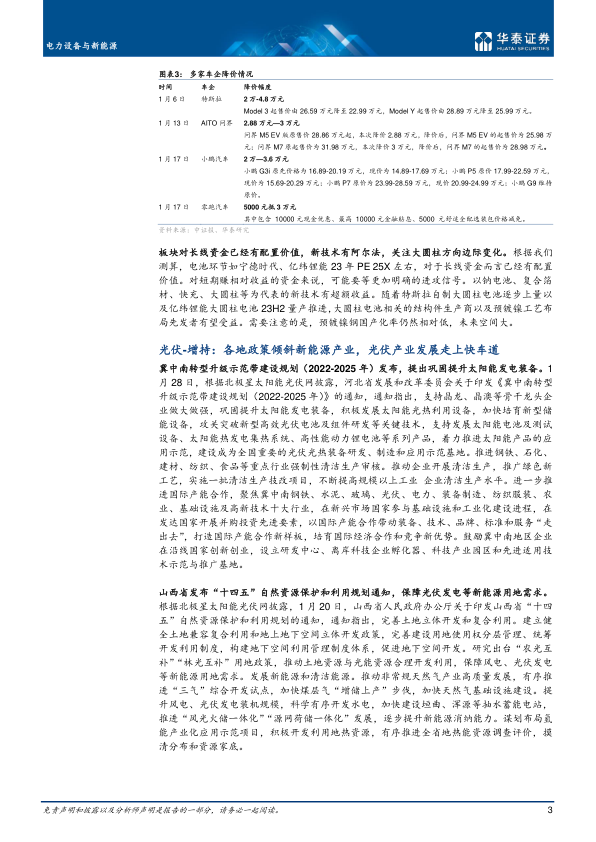 电力设备与新能源
华泰证券
HUATAI SECURITIES
图表3： 多家车企降价情况
时间 车企 降价幅度
1 月 6 日 特斯拉 2 万-4.8 万元
Model 3 起售价由 26.59 万元降至 22.99 万元，Model Y 起售价由 28.89 万元降至 25.99 万元。
1 月 13 日 AITO 问界 2.88 万元—3 万元
问界 M5 EV 版原售价 28.86 万元起，本次降价 2.88 万元，降价后，问界 M5 EV 的起售价为 25.98 万
元；问界 M7 原起售价为 31.98 万元，本次降价 3 万元，降价后，问界 M7 的起售价为 28.98 万元。
1 月 17 日 小鹏汽车 2 万—3.6 万元
小鹏 G3i 原先价格为 16.89-20.19 万元，现价为 14.89-17.69 万元；小鹏 P5 原价 17.99-22.59 万元，
现价为 15.69-20.29 万元；小鹏 P7 原价为 23.99-28.59 万元，现价 20.99-24.99 万元；小鹏 G9 维持
原价。
1 月 17 日 零跑汽车 5000 元抵 3 万元
其中包含 10000 元现金优惠、最高 10000 元金融贴息、5000 元舒适全配选装包价格减免。
资料来源：中证报、华泰研究
板块对长线资金已经有配置价值，新技术有阿尔法，关注大圆柱方向边际变化。根据我们
测算，电池环节如宁德时代、亿纬锂能 23 年 PE 25X 左右，对于长线资金而言已经有配置
价值。对短期赚相对收益的资金来说，可能要等更加明确的进攻信号。以钠电池、复合箔
材、快充、大圆柱等为代表的新技术有超额收益。随着特斯拉自制大圆柱电池逐步上量以
及亿纬锂能大圆柱电池 23H2 量产推进，大圆柱电池相关的结构件生产商以及预镀镍工艺布
局先发者有望受益。需要注意的是，预镀镍钢国产化率仍然相对低，未来空间大。
光伏-增持：各地政策倾斜新能源产业，光伏产业发展走上快车道
冀中南转型升级示范带建设规划（2022-2025 年）发布，提出巩固提升太阳能发电装备。1
月 28 日，根据北极星太阳能光伏网披露，河北省发展和改革委员会关于印发《冀中南转型
升级示范带建设规划（2022-2025 年）》的通知，通知指出，支持晶龙、晶澳等骨干龙头企
业做大做强，巩固提升太阳能发电装备，积极发展太阳能光热利用设备，加快培育新型储
能设备，攻关突破新型高效光伏电池及组件研发等关键技术，支持发展太阳能电池及测试
设备、太阳能热发电集热系统、高性能动力锂电池等系列产品，着力推进太阳能产品的应
用示范，建设成为全国重要的光伏光热装备研发、制造和应用示范基地。推进钢铁、石化、
建材、纺织、食品等重点行业强制性清洁生产审核。推动企业开展清洁生产，推广绿色新
工艺，实施一批清洁生产技改项目，不断提高规模以上工业 企业清洁生产水平。进一步推
进国际产能合作，聚焦冀中南钢铁、水泥、玻璃、光伏、电力、装备制造、纺织服装、农
业、基础设施及高新技术十大行业，在新兴市场国家参与基础设施和工业化建设进程，在
发达国家开展并购投资先进要素，以国际产能合作带动装备、技术、品牌、标准和服务“走
出去”，打造国际产能合作新样板，培育国际经济合作和竞争新优势。鼓励冀中南地区企业
在沿线国家创新创业，设立研发中心、离岸科技企业孵化器、科技产业园区和先进适用技
术示范与推广基地。
山西省发布“十四五”自然资源保护和利用规划通知，保障光伏发电等新能源用地需求。
根据北极星太阳能光伏网披露，1 月 20 日，山西省人民政府办公厅关于印发山西省“十四
五”自然资源保护和利用规划的通知，通知指出，完善土地立体开发和复合利用。建立健
全土地兼容复合利用和地上地下空间立体开发政策，完善建设用地使用权分层管理、统筹
开发利用制度，构建地下空间利用管理制度体系，促进地下空间开发。研究出台“农光互
补”“林光互补”用地政策，推动土地资源与光能资源合理开发利用，保障风电、光伏发电
等新能源用地需求。发展新能源和清洁能源。推动非常规天然气产业高质量发展，有序推
进“三气”综合开发试点，加快煤层气“增储上产”步伐，加快天然气基础设施建设。提
升风电、光伏发电装机规模，科学有序开发水电，加快建设垣曲、浑源等抽水蓄能电站，
推进“风光火储一体化”“源网荷储一体化”发展，逐步提升新能源消纳能力。谋划布局氢
能产业化应用示范项目，积极开发利用地热资源，有序推进全省地热能资源调查评价，摸
清分布和资源家底。
免责声明和披露以及分析师声明是报告的一部分，请务必一起阅读。
3